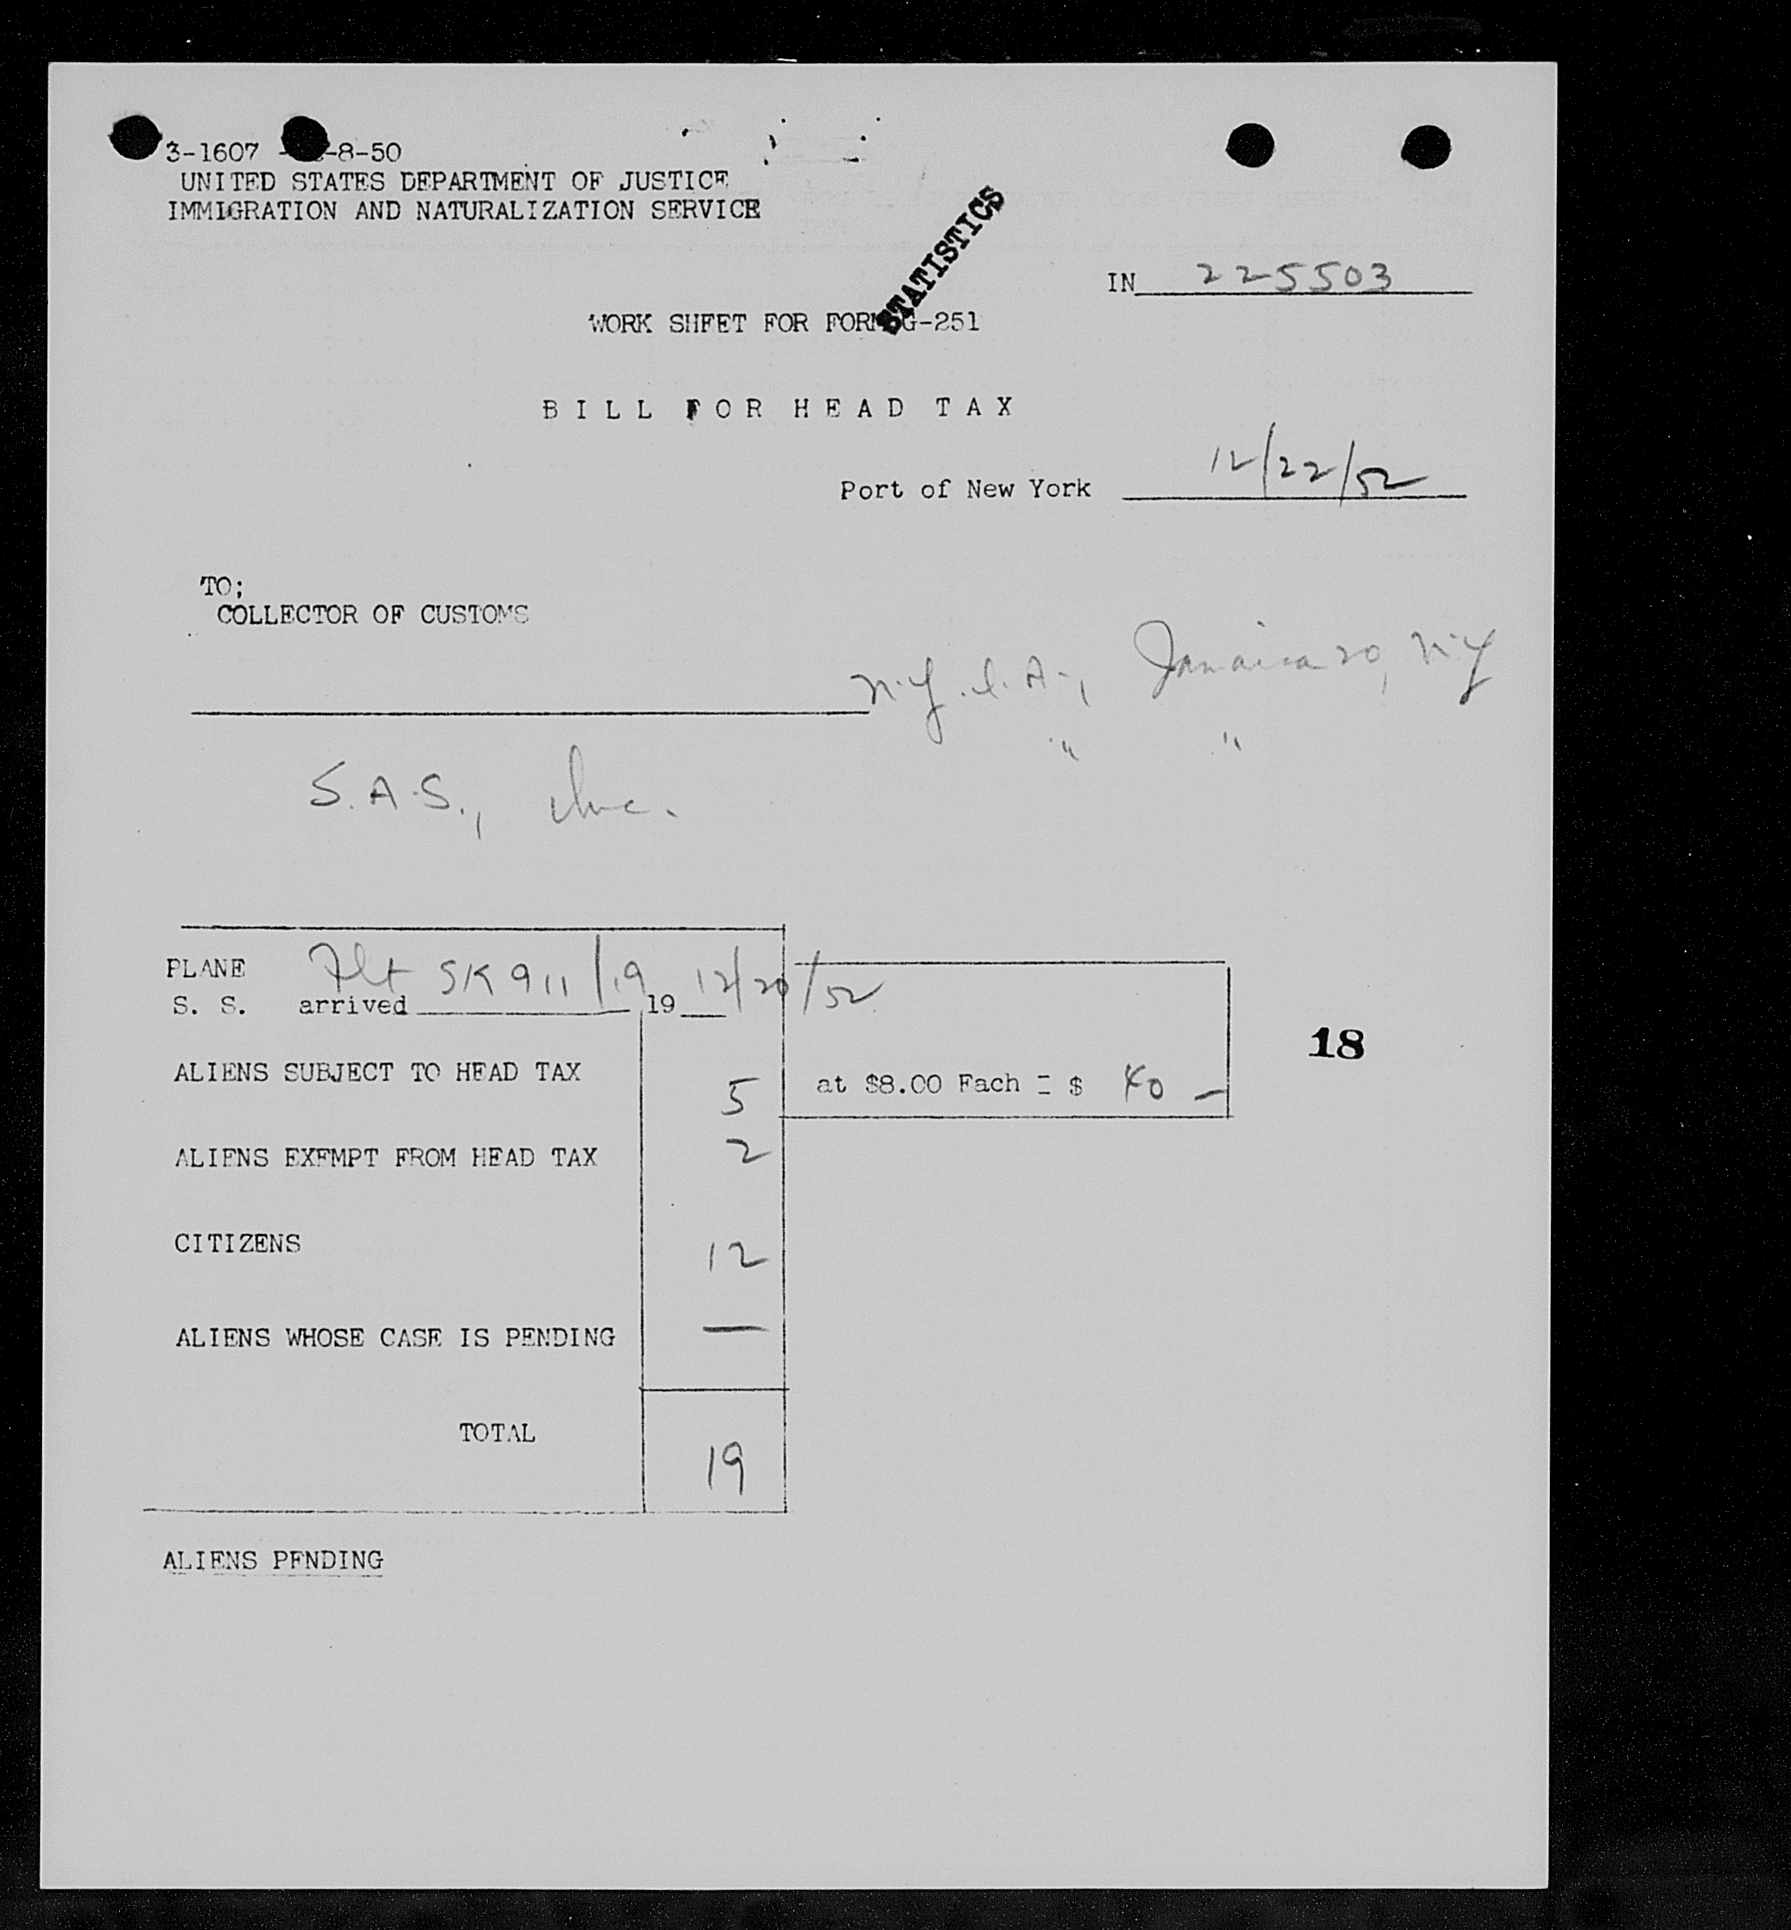 3-1607 - -8-50
UNITED STATES DEPARTMENT OF JUSTICE
IMMIGRATION AND NATURALIZATION SERVICE
STATISTICS
IN 225503
WORK SHEET FOR FORM G-251
BILL FOR HEAD TAX
Port of New York 12/22/52
TO;
COLLECTOR OF CUSTOMS
N.Y.I.A., Jamaica 20, N.Y
" "
S.A.S., Inc.
PLANE Flt SK 911/19 12/20/52
S. S. arrived 19
18
ALIENS SUBJECT TO HEAD TAX 5 at $8.00 Each = $ 40 —
ALIENS EXEMPT FROM HEAD TAX 2
CITIZENS 12
ALIENS WHOSE CASE IS PENDING —
TOTAL 19
ALIENS PENDING